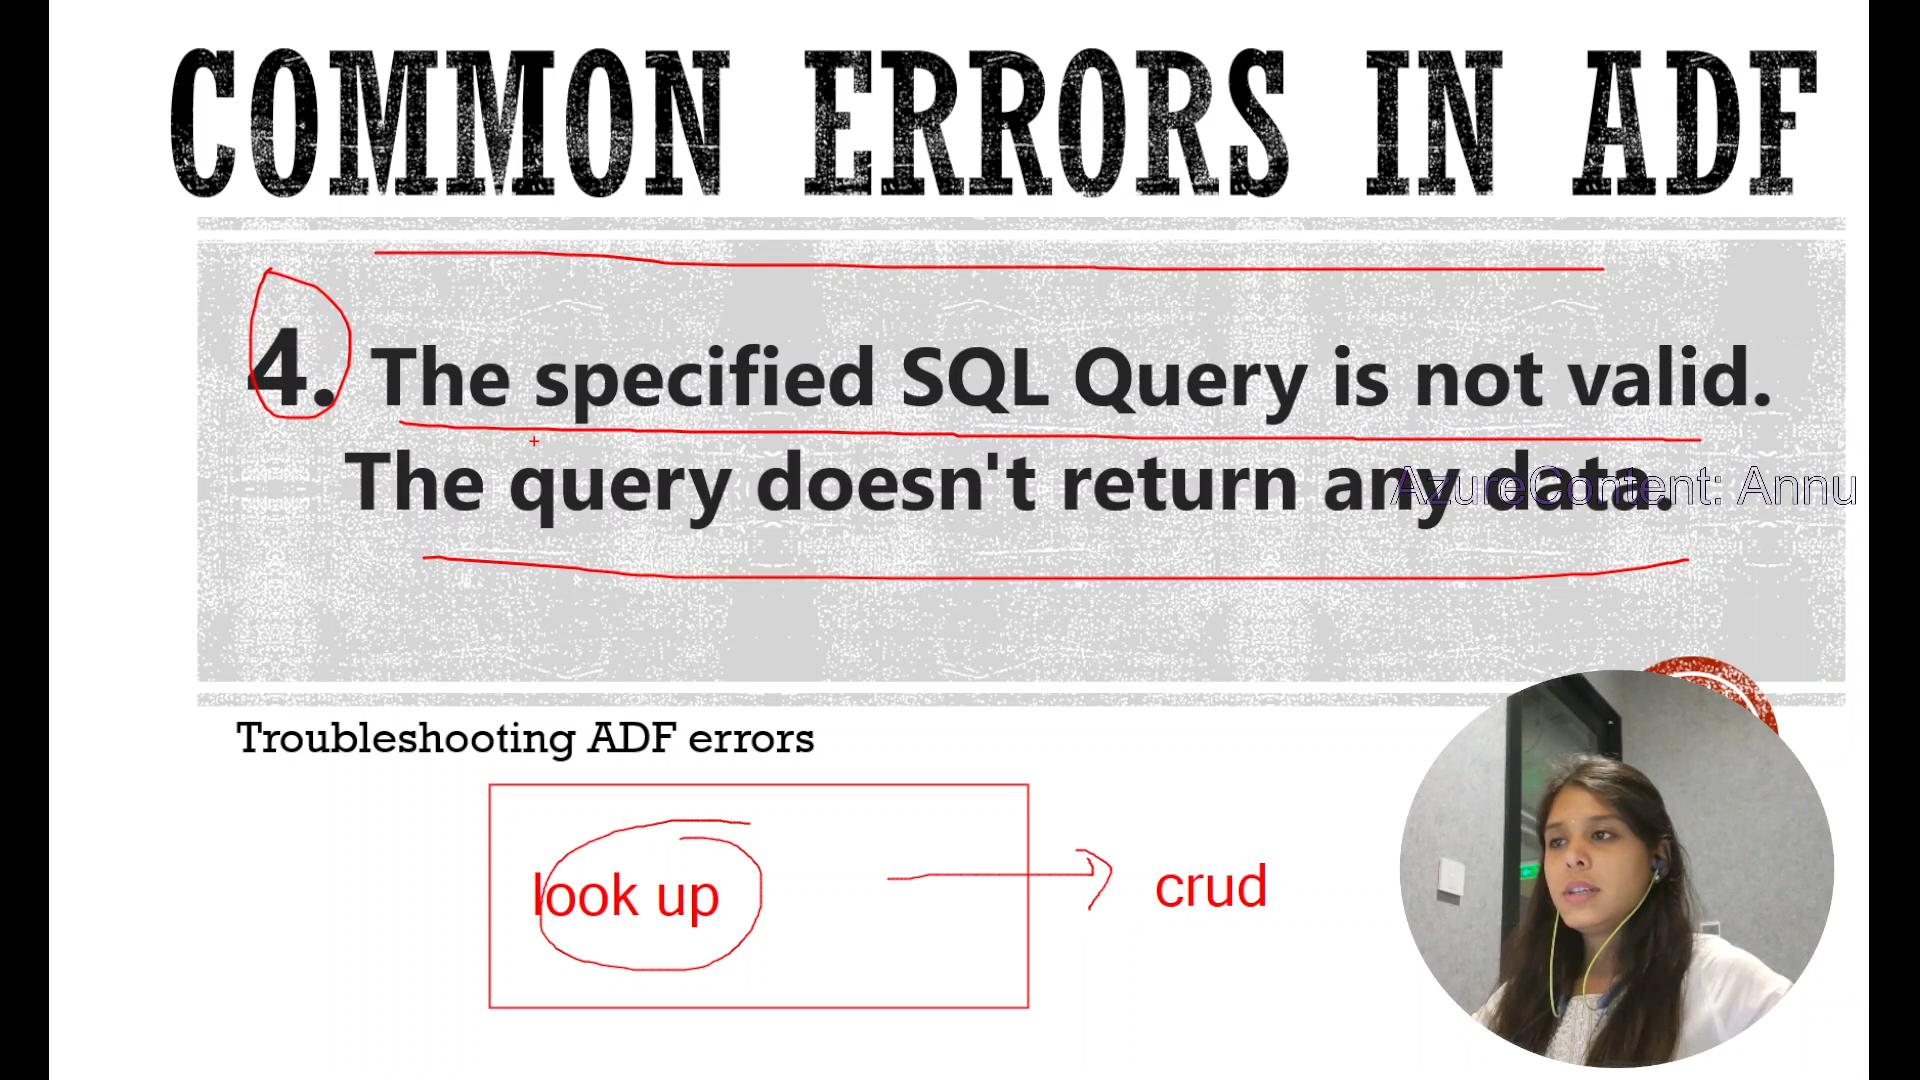 COMMON ERRORS IN ADF
4. The specified SQL Query is not valid.
The query doesn't return any data.
AzureContent: Annu
Troubleshooting ADF errors
look up
crud